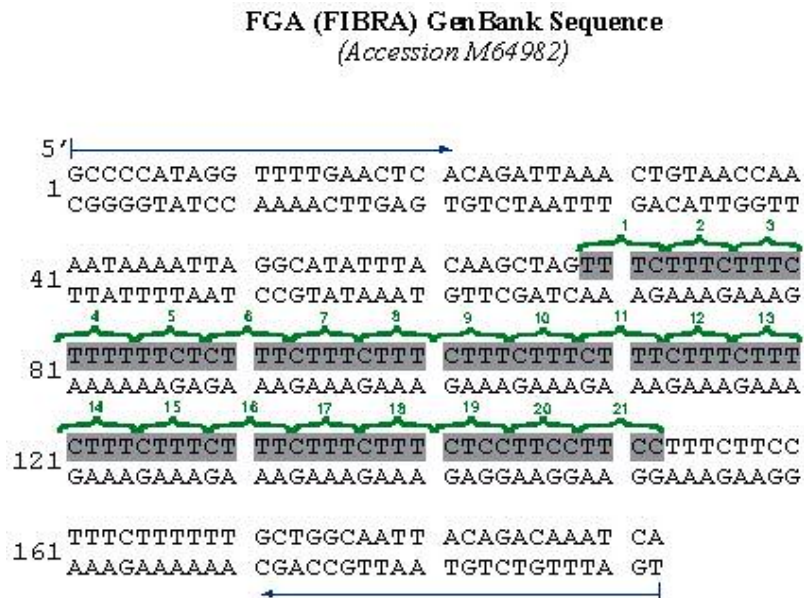 FGA (FIBRA) GenBank Sequence
(Accession M64982)
5'
1 GCCCCATAGG TTTTGAACTC ACAGATTAAA CTGTAACCAA
CGGGGTATCC AAAACTTGAG TGTCTAATTT GACATTGGTT
1 2 3
41 AATAAAATTA GGCATATTTA CAAGCTAGTT TCTTTCTTTC
TTATTTTAAT CCGTATAAAT GTTCGATCAA AGAAAGAAAG
4 5 6 7 8 9 10 11 12 13
81 TTTTTTCTCT TTCTTTCTTT CTTTCTTTCT TTCTTTCTTT
AAAAAAGAGA AAGAAAGAAA GAAAGAAAGA AAGAAAGAAA
14 15 16 17 18 19 20 21
121 CTTTCTTTCT TTCTTTCTTT CTCCTTCCTT CCTTTCTTCC
GAAAGAAAGA AAGAAAGAAA GAGGAAGGAA GGAAAGAAGG
161 TTTCTTTTTT GCTGGCAATT ACAGACAAAT CA
AAAGAAAAAA CGACCGTTAA TGTCTGTTTA GT